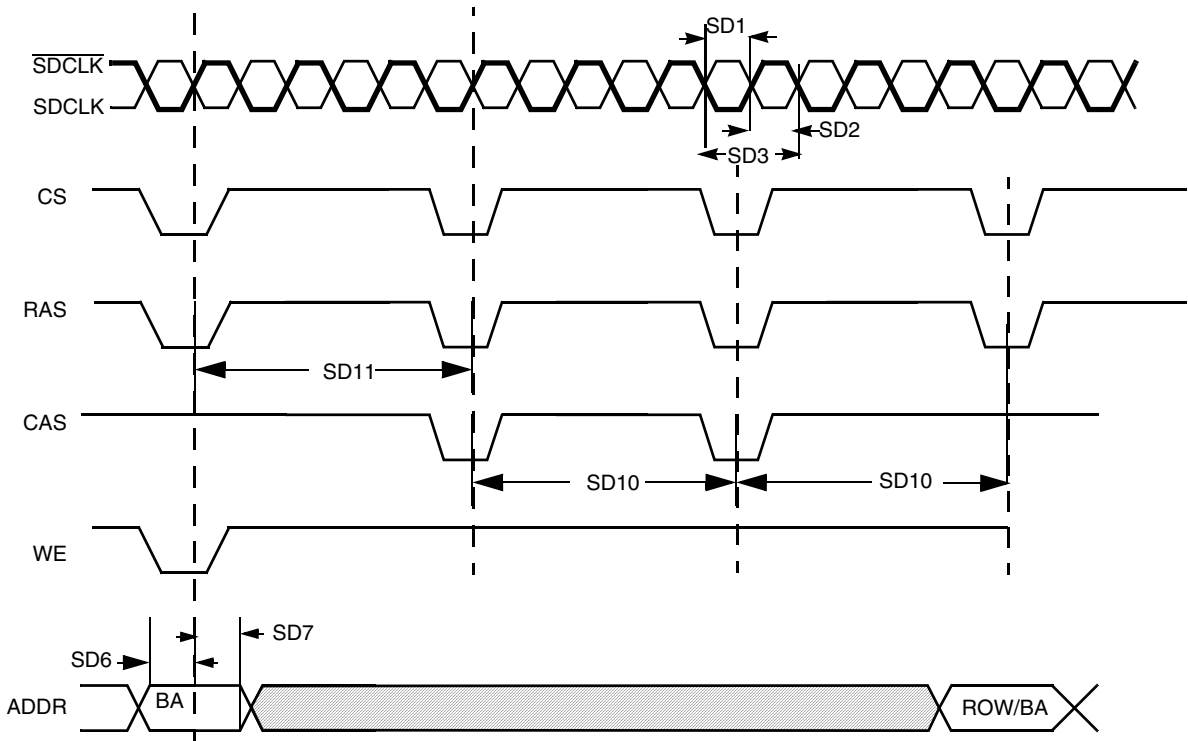 SD1
SDCLK
SDCLK
SD2
SD3
CS
RAS
SD11
CAS
SD10
SD10
WE
SD7
SD6
ADDR
BA
ROW/BA